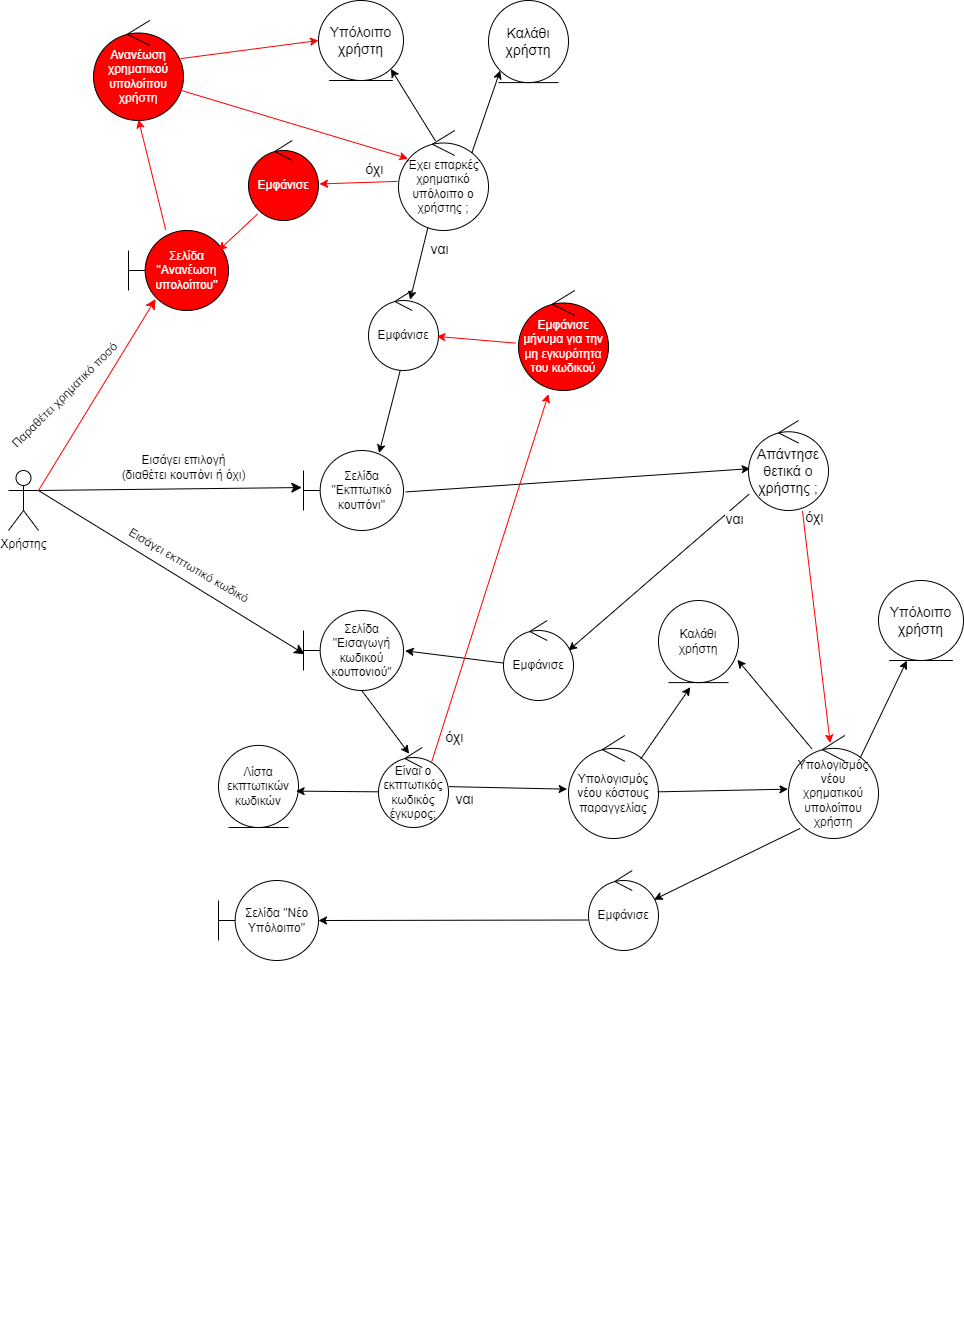 Υπόλοιπο
χρήστη
Καλάθι
χρήστη
Ανανέωση
χρηματικού
υπολοίπου
χρήστη
Εμφάνισε
όχι
Εχει επαρκές
χρηματικό
υπόλοιπο ο
χρήστης ;
ναι
Σελίδα
"Ανανέωση
υπολοίπου"
Εμφάνισε
Εμφάνισε
μήνυμα για την
μη εγκυρότητα
του κωδικού
Παραθέτει χρηματικό ποσό
Εισάγει επιλογή
(διαθέτει κουπόνι ή όχι)
Σελίδα
"Εκπτωτικό
κουπόνι"
Απάντησε
θετικά ο
χρήστης ;
ναι
όχι
Χρήστης
Εισάγει εκπτωτικό κωδικό
Σελίδα
"Εισαγωγή
κωδικού
κουπονιού"
Εμφάνισε
Καλάθι
χρήστη
Υπόλοιπο
χρήστη
όχι
Λίστα
εκπτωτικών
κωδικών
Είναι ο
εκπτωτικός
κωδικός
έγκυρος;
ναι
Υπολογισμός
νέου κόστους
παραγγελίας
Υπολογισμός
νέου
χρηματικού
υπολοίπου
χρήστη
Σελίδα "Νέο
Υπόλοιπο"
Εμφάνισε